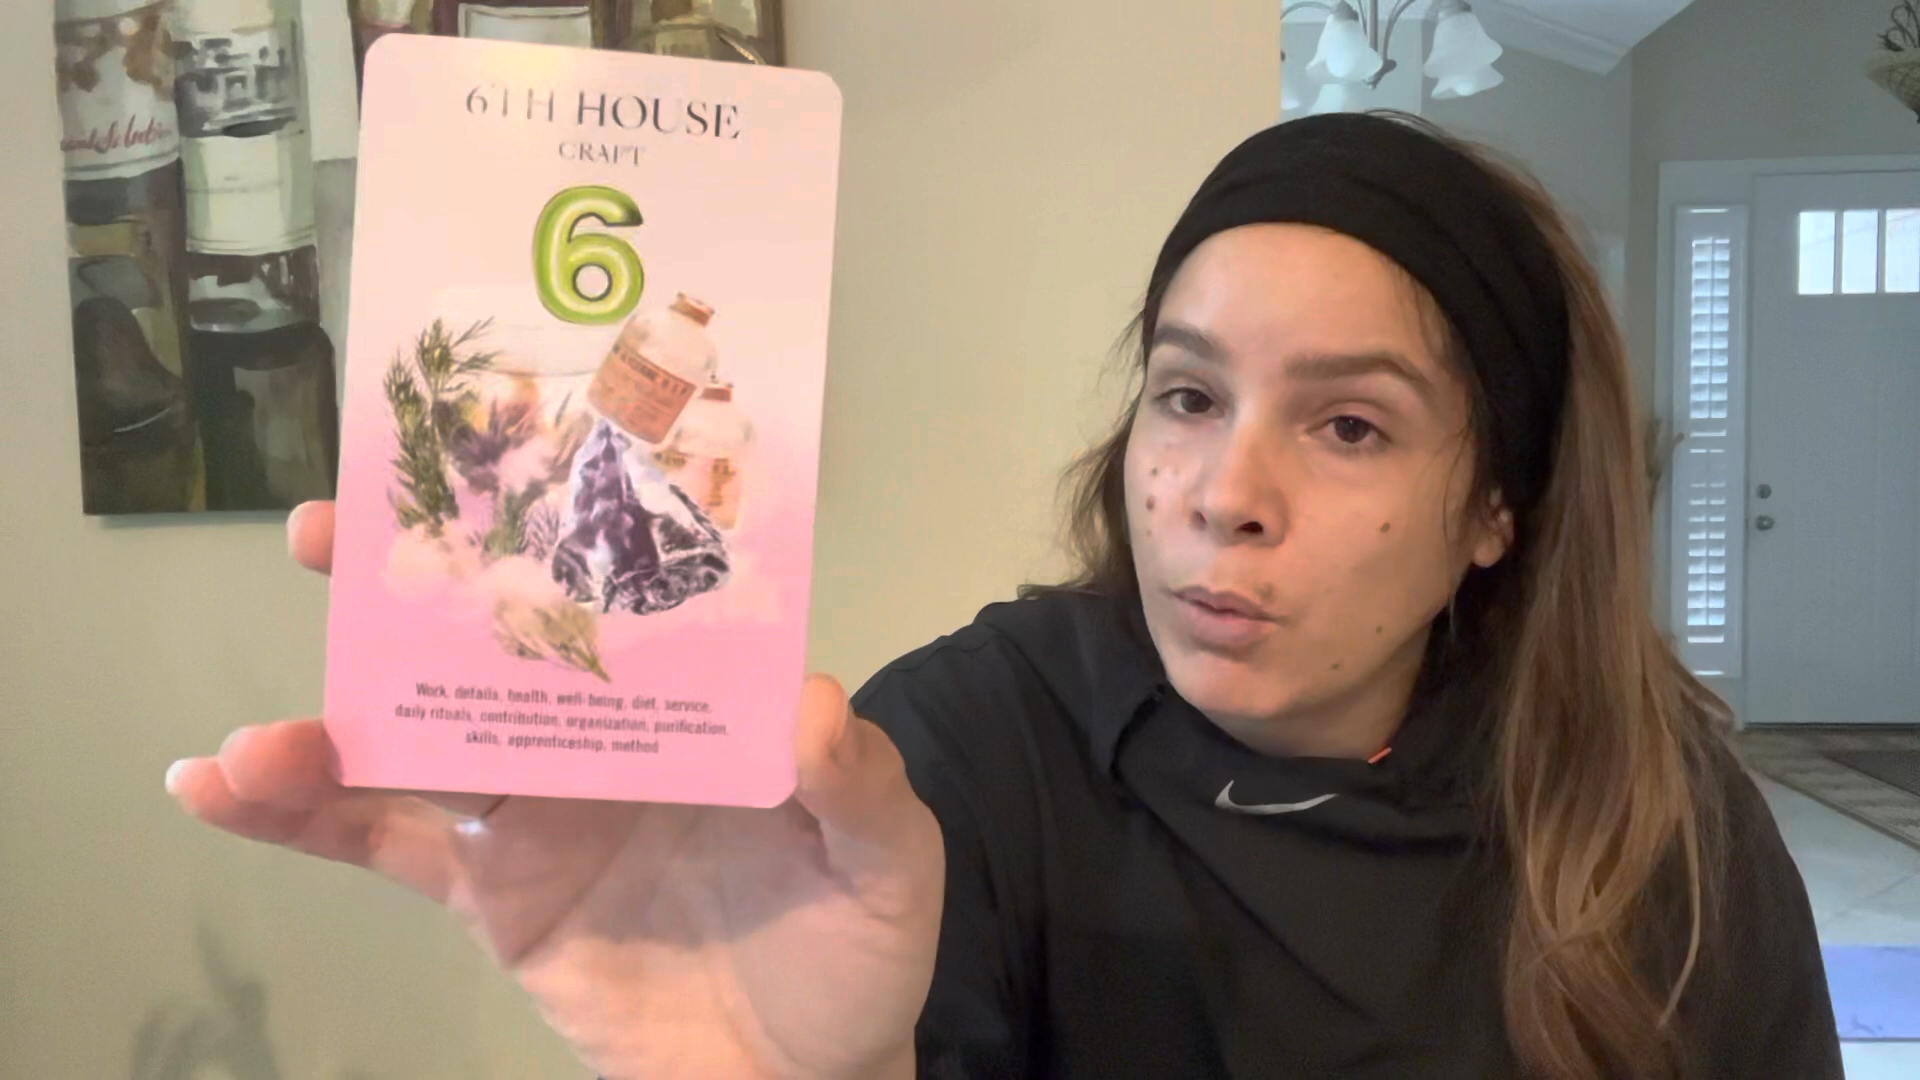 6TH HOUSE
CRAFT
6
Work, details, health, well-being, diet, service,
daily rituals, contribution, organization, purification,
skills, apprenticeship, method